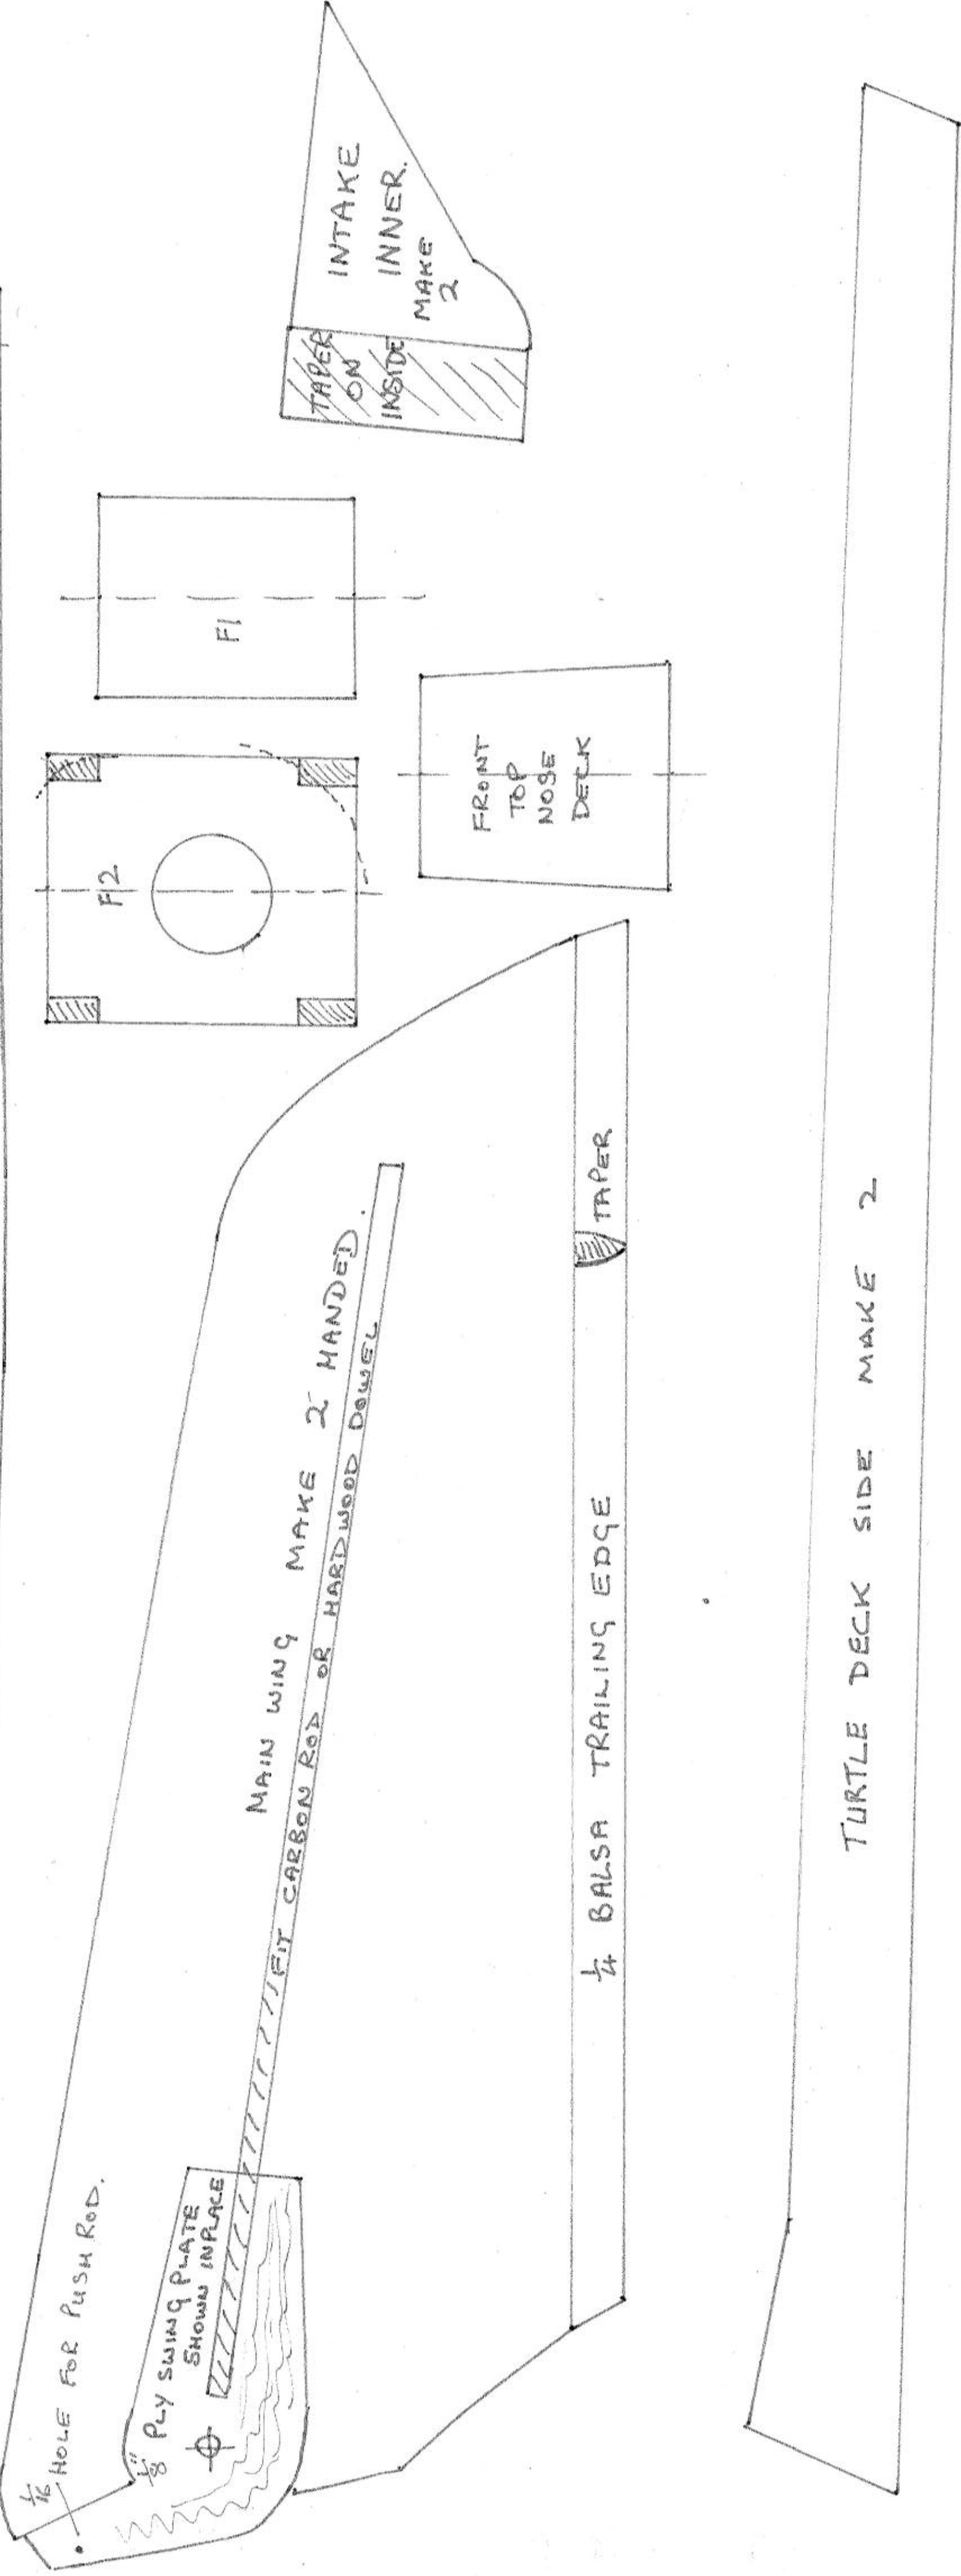 1/16 HOLE FOR PUSH ROD.
1/8" PLY SWING PLATE
SHOWN INPLACE
MAIN WING MAKE 2 MANDED.
FIT CARBON ROD OR HARDWOOD DOWEL
1/4 BALSA TRAILING EDGE
TAPER
F12
F1
FRONT
TOP
NOSE
DECK
TAPER
ON
INSIDE
INTAKE
INNER.
MAKE
2
TURTLE DECK SIDE MAKE 2